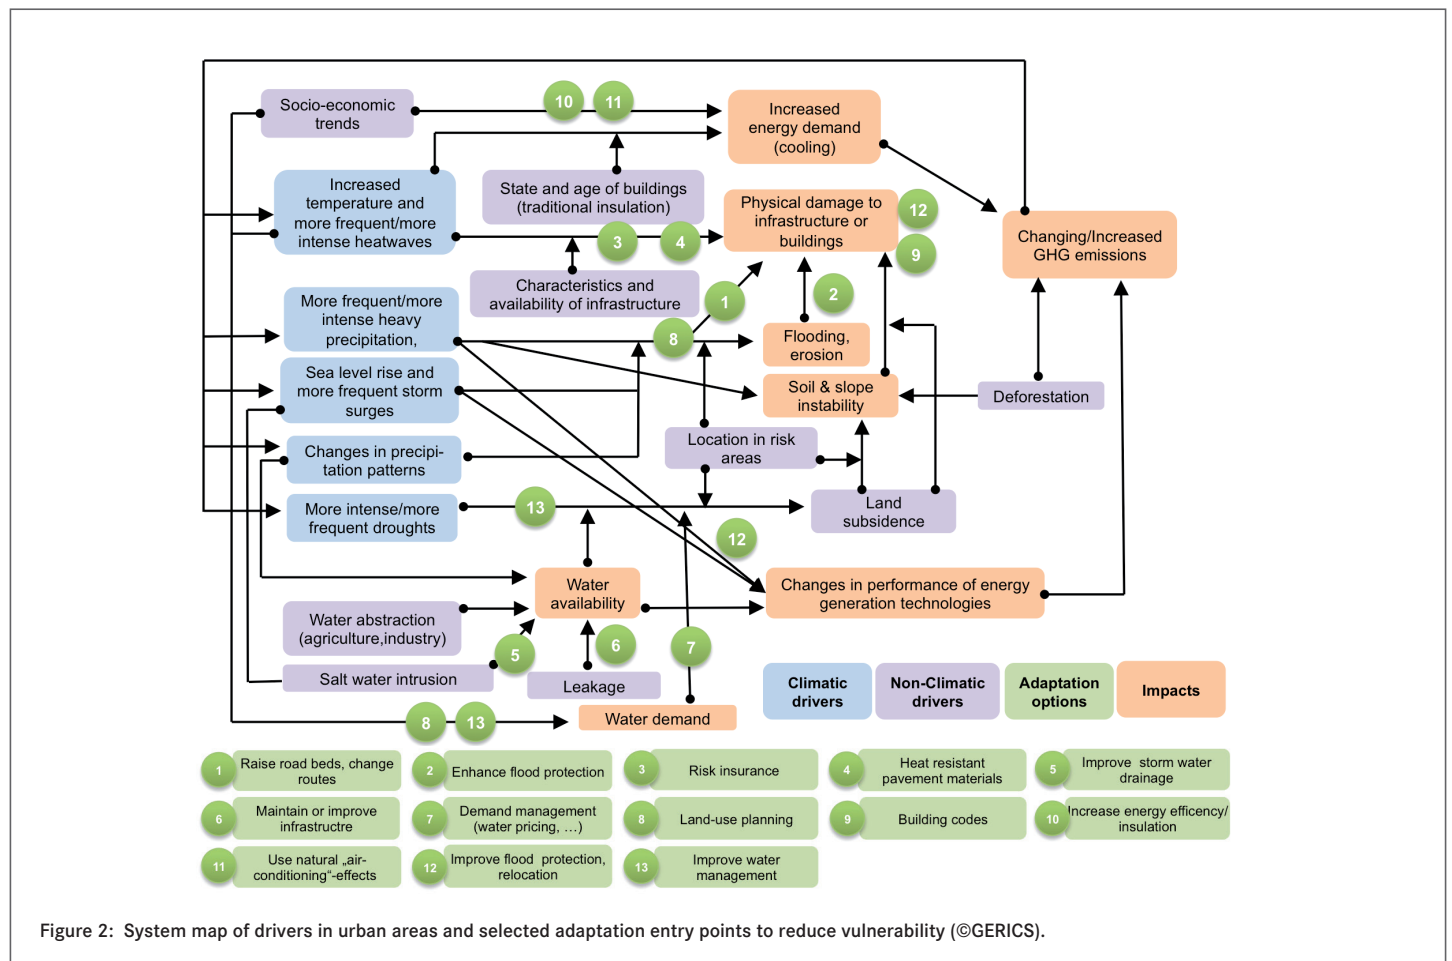 Socio-economic
trends
10
11
Increased
energy demand
(cooling)
Increased
temperature and
more frequent/more
intense heatwaves
State and age of buildings
(traditional insulation)
Physical damage to
infrastructure or
buildings
12
9
3
4
Changing/Increased
GHG emissions
Characteristics and
availability of infrastructure
1
2
More frequent/more
intense heavy
precipitation,
8
Flooding,
erosion
Sea level rise and
more frequent storm
surges
Soil & slope
instability
Deforestation
Changes in precipi-
tation patterns
Location in risk
areas
More intense/more
frequent droughts
13
Land
subsidence
12
Water
availability
Changes in performance of energy
generation technologies
Water abstraction
(agriculture,industry)
5
6
7
Salt water intrusion
Leakage
8
13
Water demand
Climatic
drivers
Non-Climatic
drivers
Adaptation
options
Impacts
1
Raise road beds, change
routes
2
Enhance flood protection
3
Risk insurance
4
Heat resistant
pavement materials
5
Improve storm water
drainage
6
Maintain or improve
infrastructre
7
Demand management
(water pricing, …)
8
Land-use planning
9
Building codes
10
Increase energy efficency/
insulation
11
Use natural „air-
conditioning“-effects
12
Improve flood protection,
relocation
13
Improve water
management
Figure 2: System map of drivers in urban areas and selected adaptation entry points to reduce vulnerability (©GERICS).